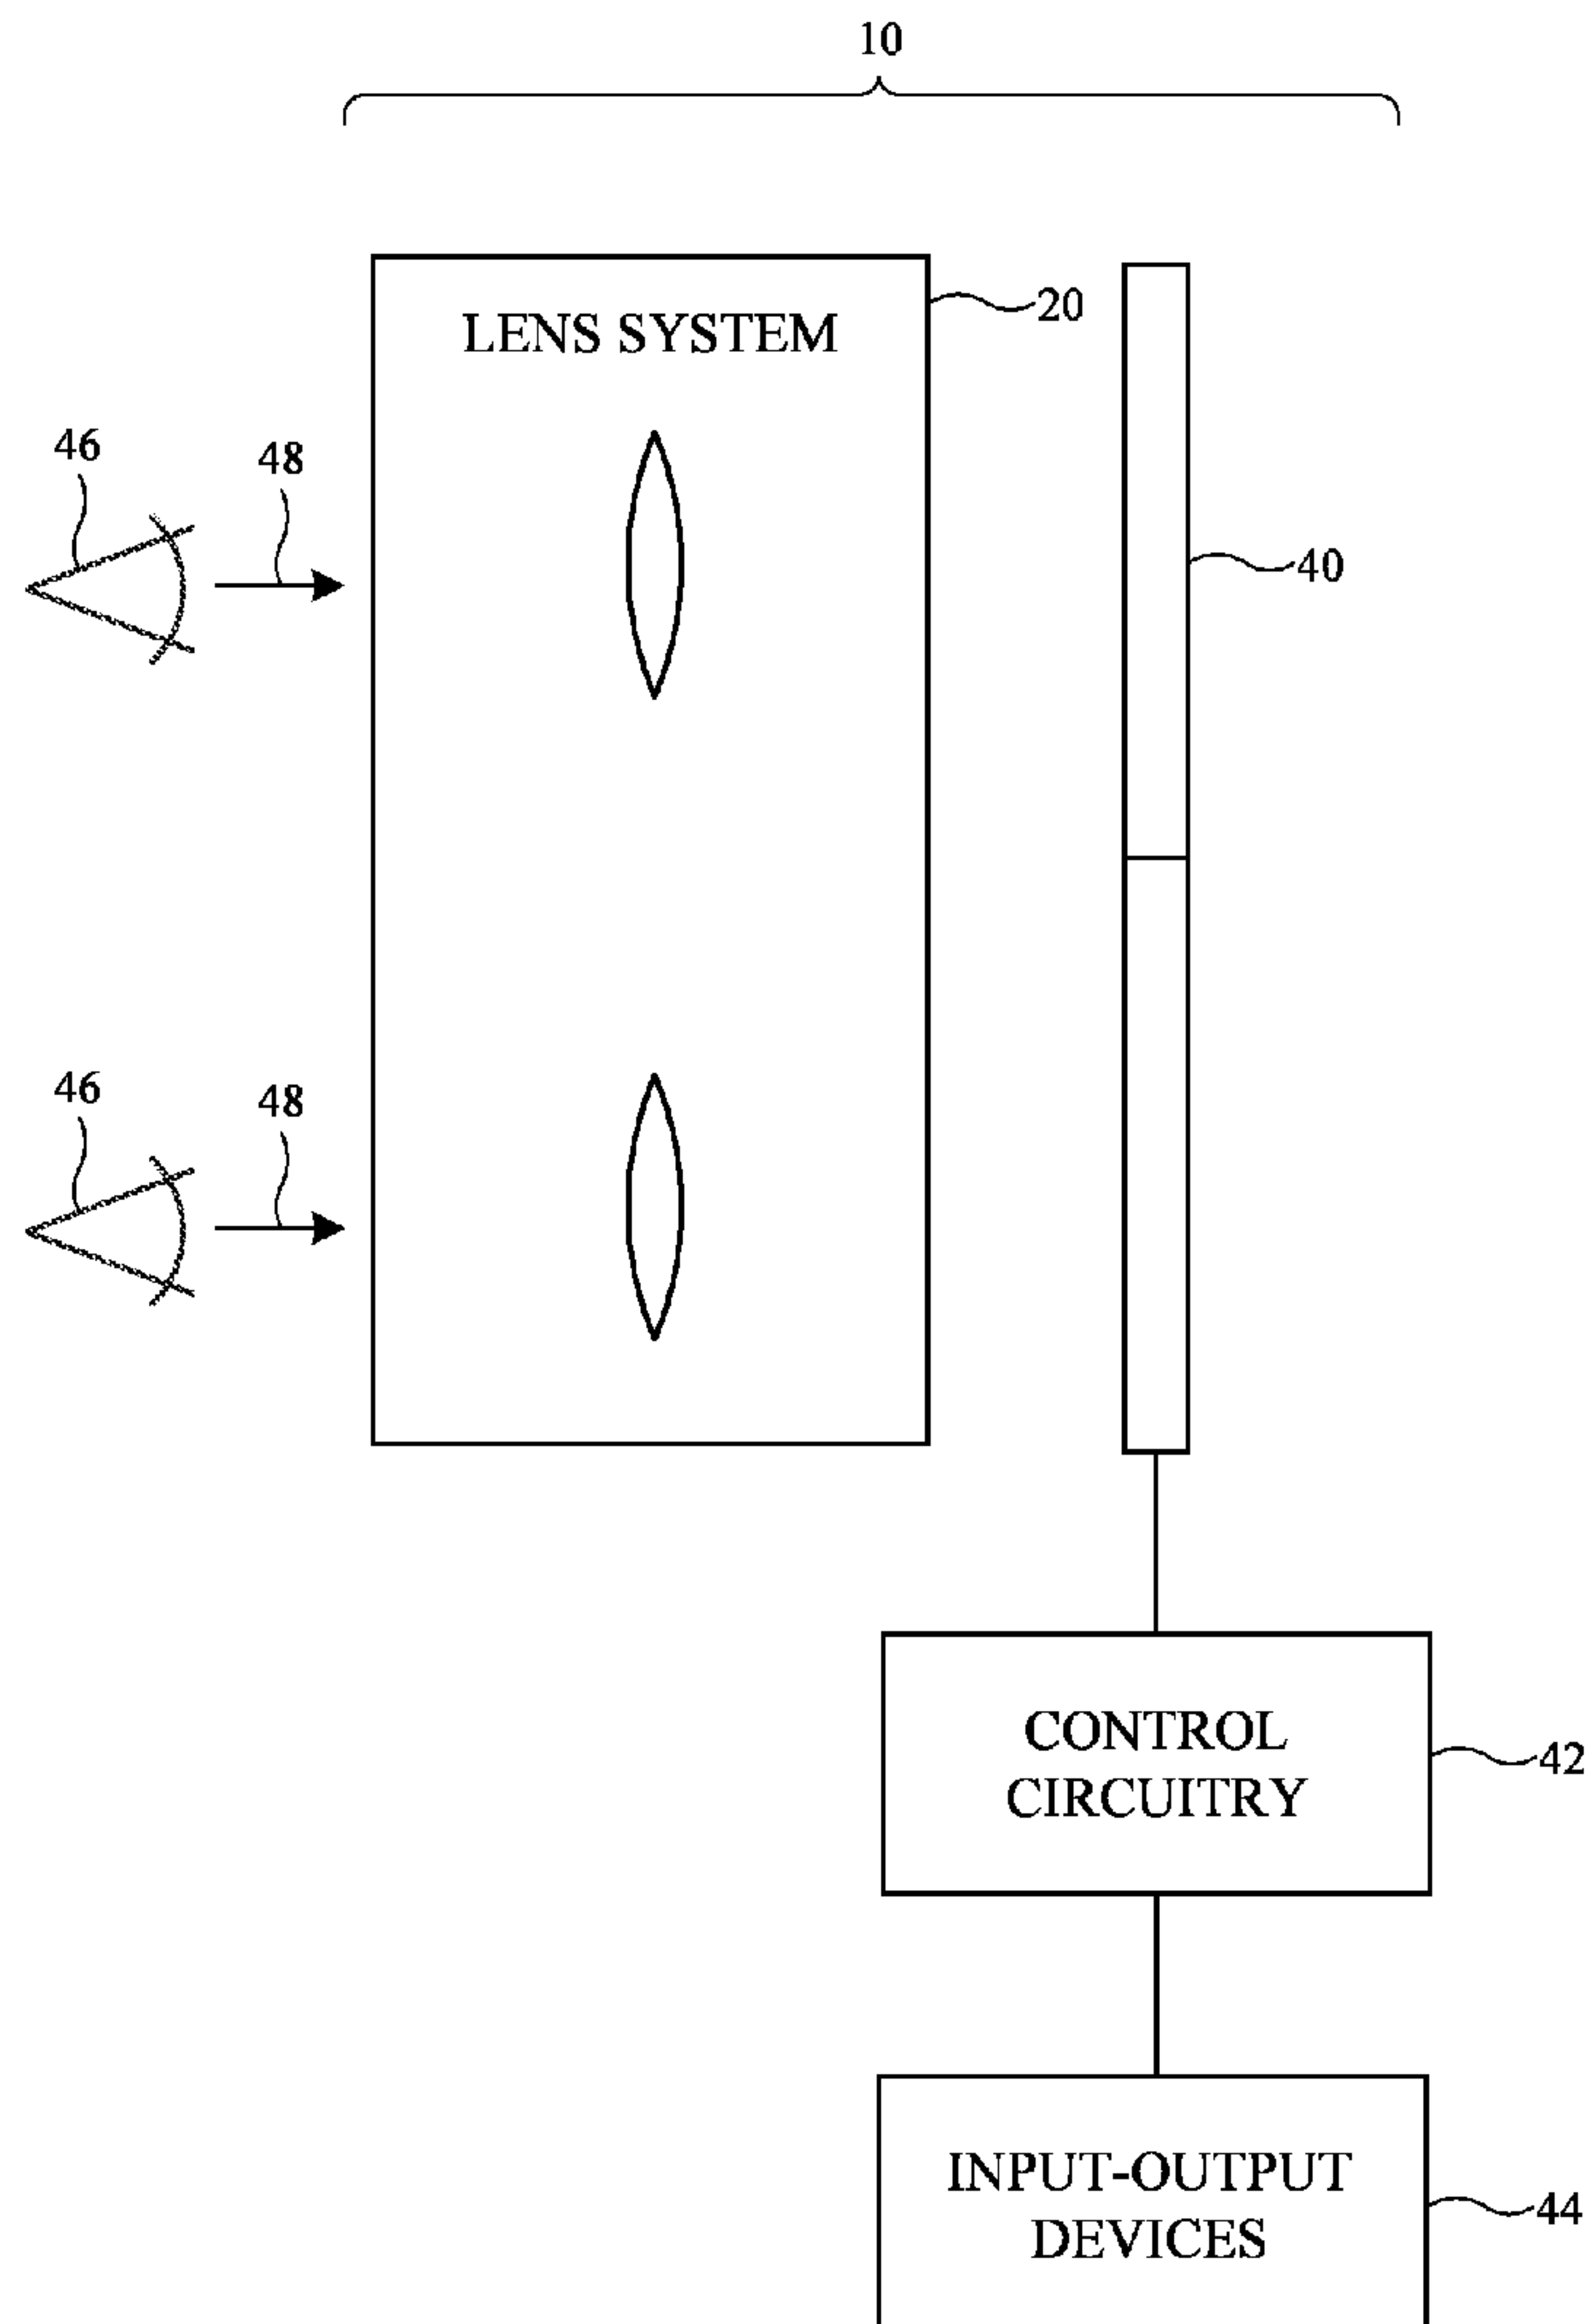 10
LENS SYSTEM
20
46
48
40
46
48
CONTROL
CIRCUITRY
42
INPUT-OUTPUT
DEVICES
44